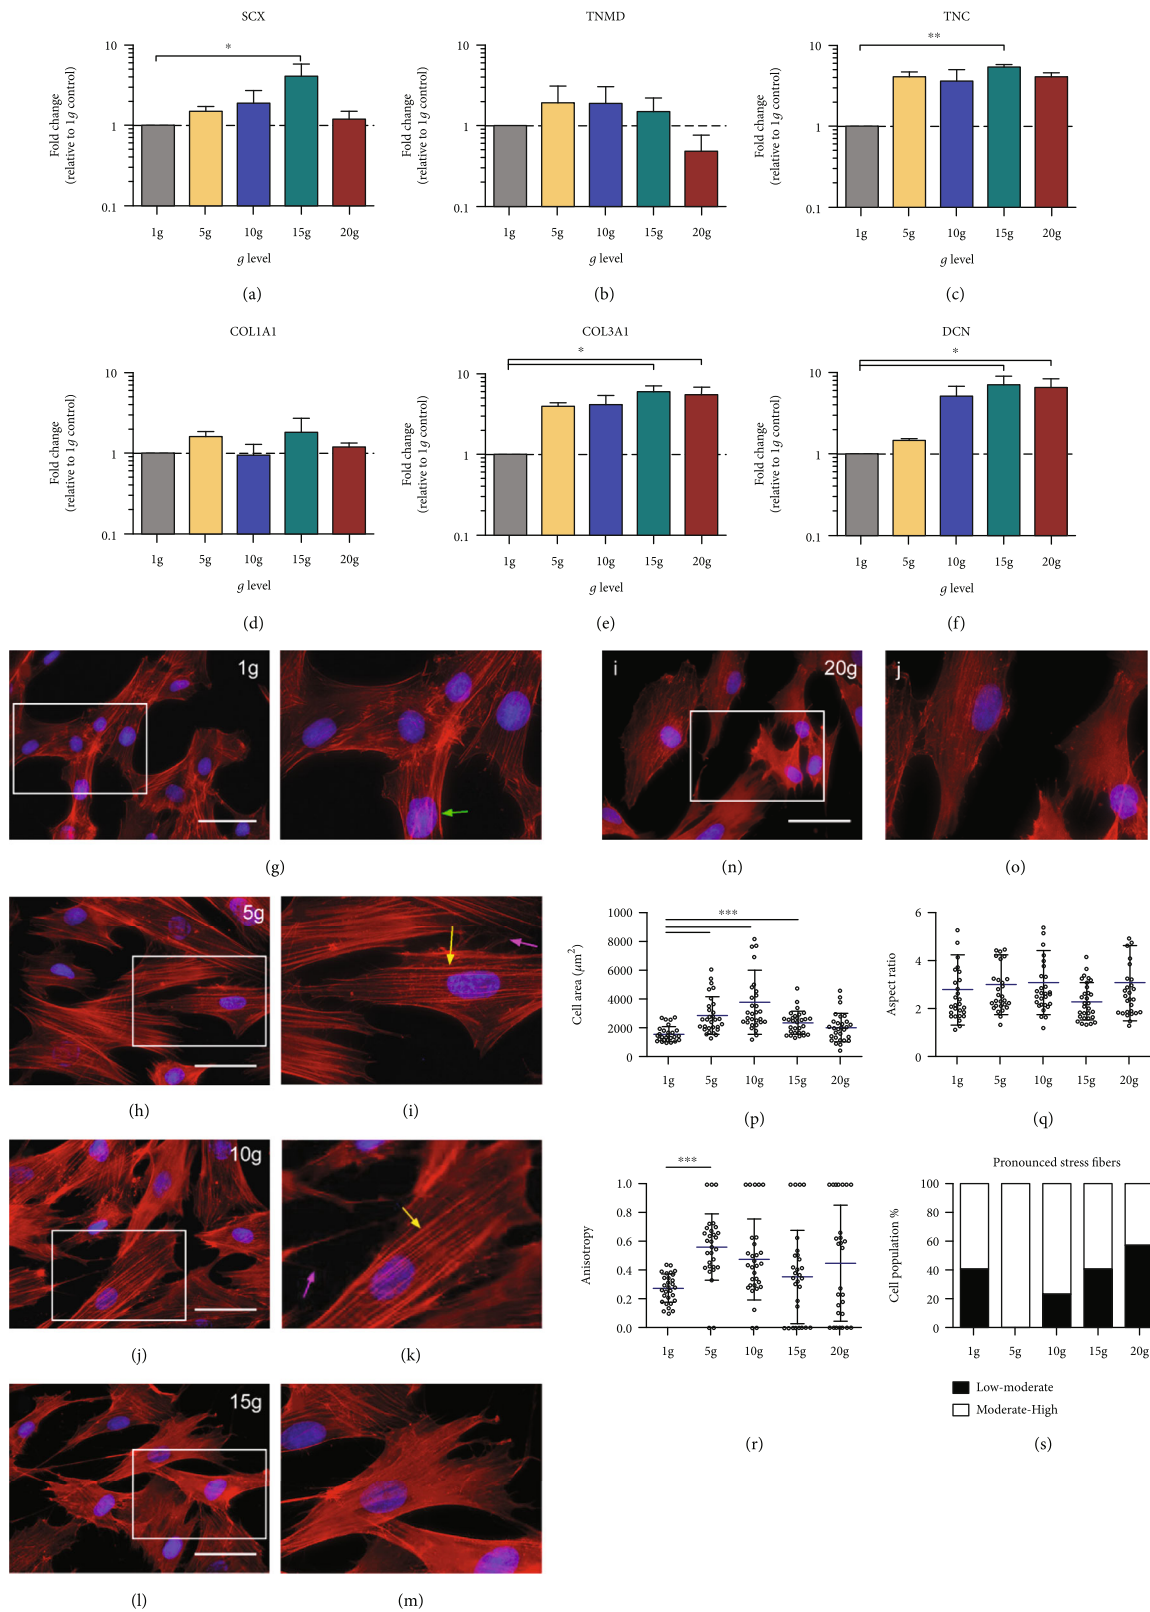 SCX
TNMD
TNC
10
1
0.1
Fold change
(relative to 1g control)
*
1g 5g 10g 15g 20g
g level
(a)
10
1
0.1
Fold change
(relative to 1g control)
1g 5g 10g 15g 20g
g level
(b)
10
1
0.1
Fold change
(relative to 1g control)
**
1g 5g 10g 15g 20g
g level
(c)
COL1A1
COL3A1
DCN
10
1
0.1
Fold change
(relative to 1g control)
1g 5g 10g 15g 20g
g level
(d)
10
1
0.1
Fold change
(relative to 1g control)
*
1g 5g 10g 15g 20g
g level
(e)
10
1
0.1
Fold change
(relative to 1g control)
*
1g 5g 10g 15g 20g
g level
(f)
1g
(g)
i 20g
j
(n)
(o)
5g
(h)
(i)
10g
(j)
(k)
15g
(l)
(m)
10000
8000
6000
4000
2000
0
Cell area (μm²)
***
1g 5g 10g 15g 20g
(p)
6
4
2
0
Aspect ratio
1g 5g 10g 15g 20g
(q)
1.0
0.8
0.6
0.4
0.2
0.0
Anisotropy
***
1g 5g 10g 15g 20g
(r)
Pronounced stress fibers
100
80
60
40
20
0
Cell population %
1g 5g 10g 15g 20g
Low-moderate
Moderate-High
(s)